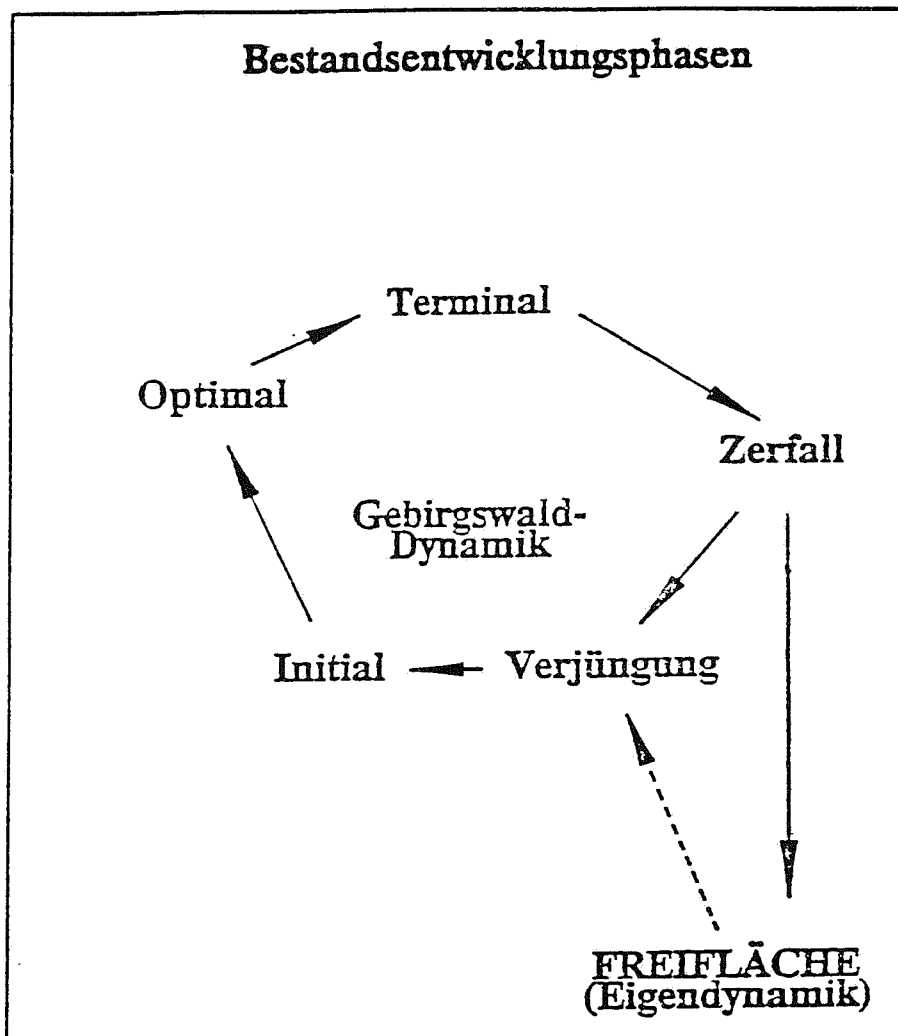 Bestandsentwicklungsphasen
Terminal
Optimal
Zerfall
Gebirgswald-
Dynamik
Initial
Verjüngung
FREIFLÄCHE
(Eigendynamik)